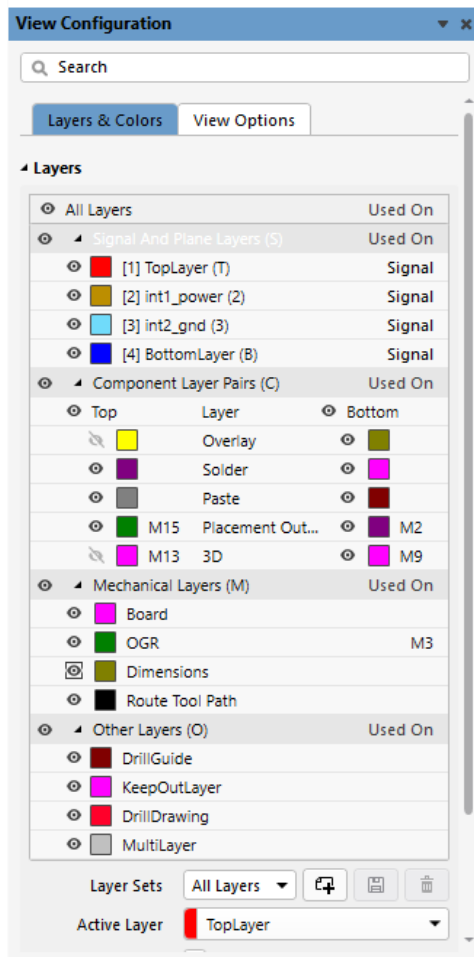 View Configuration
Search
Layers & Colors View Options
Layers
All Layers Used On
Signal And Plane Layers (S) Used On
[1] TopLayer (T) Signal
[2] int1_power (2) Signal
[3] int2_gnd (3) Signal
[4] BottomLayer (B) Signal
Component Layer Pairs (C) Used On
Top Layer Bottom
Overlay
Solder
Paste
M15 Placement Out... M2
M13 3D M9
Mechanical Layers (M) Used On
Board
OGR M3
Dimensions
Route Tool Path
Other Layers (O) Used On
DrillGuide
KeepOutLayer
DrillDrawing
MultiLayer
Layer Sets All Layers
Active Layer TopLayer